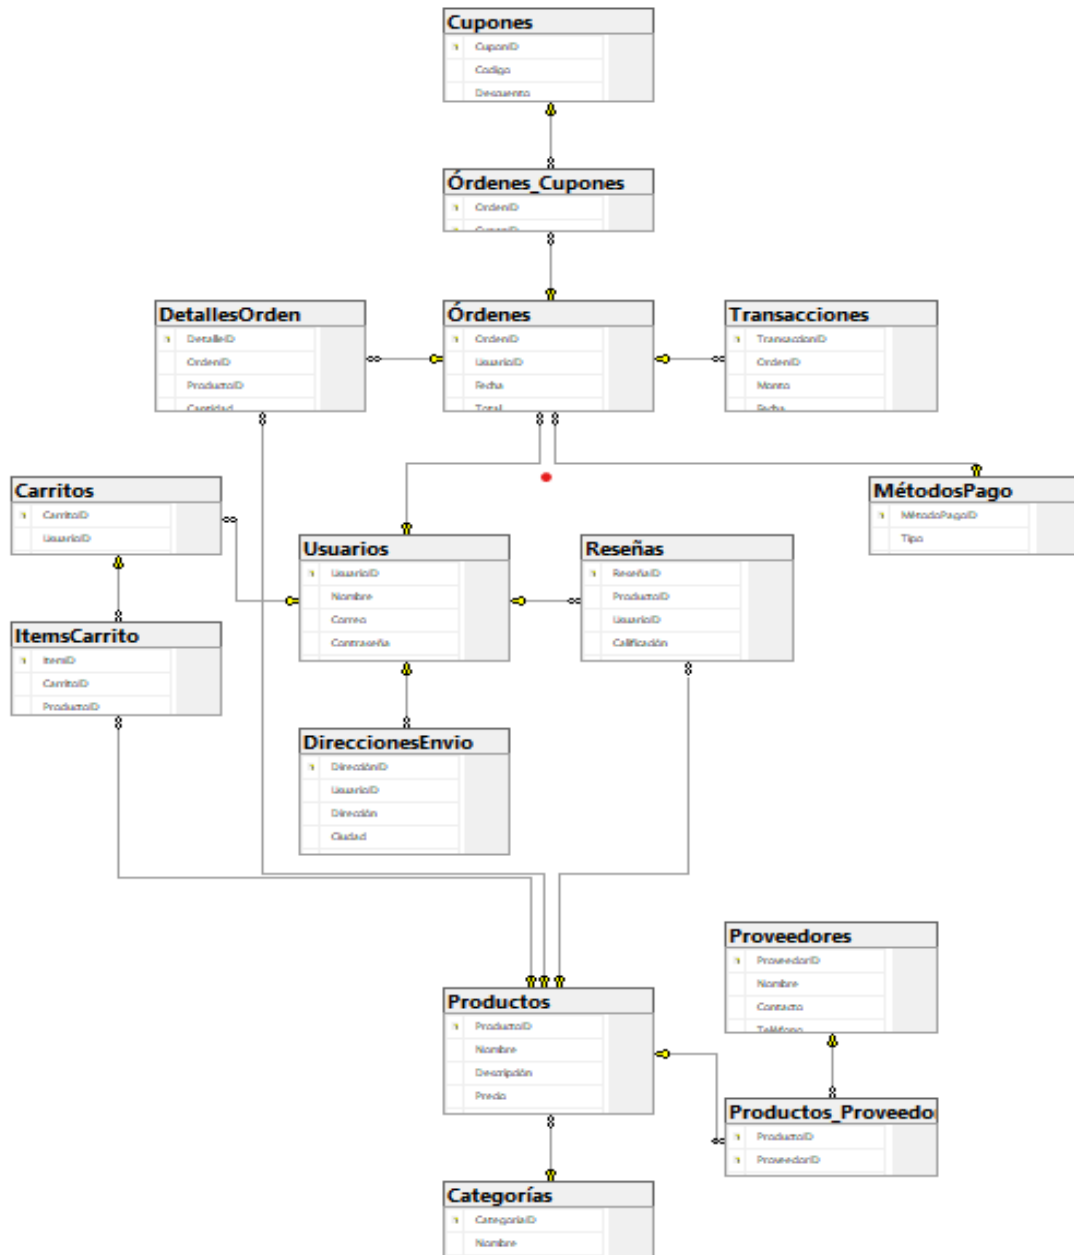 Cupones
CuponID
Codigo
Descuento
Órdenes_Cupones
OrdenID
CuponID
DetallesOrden
DetalleID
OrdenID
ProductoID
Cantidad
Órdenes
OrdenID
UsuarioID
Fecha
Total
Transacciones
TransaccionID
OrdenID
Monto
Fecha
Carritos
CarritoID
UsuarioID
MétodosPago
MétodoPagoID
Tipo
Usuarios
UsuarioID
Nombre
Correo
Contraseña
Reseñas
ReseñaID
ProductoID
UsuarioID
Calificación
ItemsCarrito
ItemID
CarritoID
ProductoID
DireccionesEnvio
DirecciónID
UsuarioID
Dirección
Ciudad
Proveedores
ProveedorID
Nombre
Contacto
Teléfono
Productos
ProductoID
Nombre
Descripción
Precio
Productos_Proveedor
ProductoID
ProveedorID
Categorías
CategoríaID
Nombre